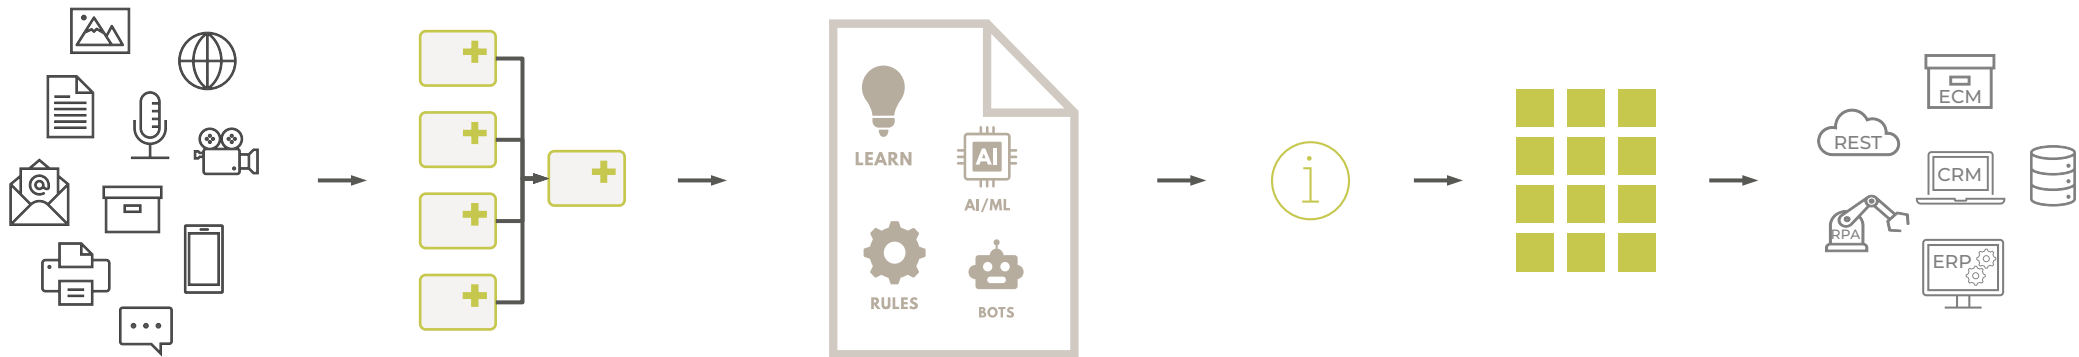 @
LEARN
AI
AI/ML
RULES
BOTS
i
ECM
REST
CRM
RPA
ERP